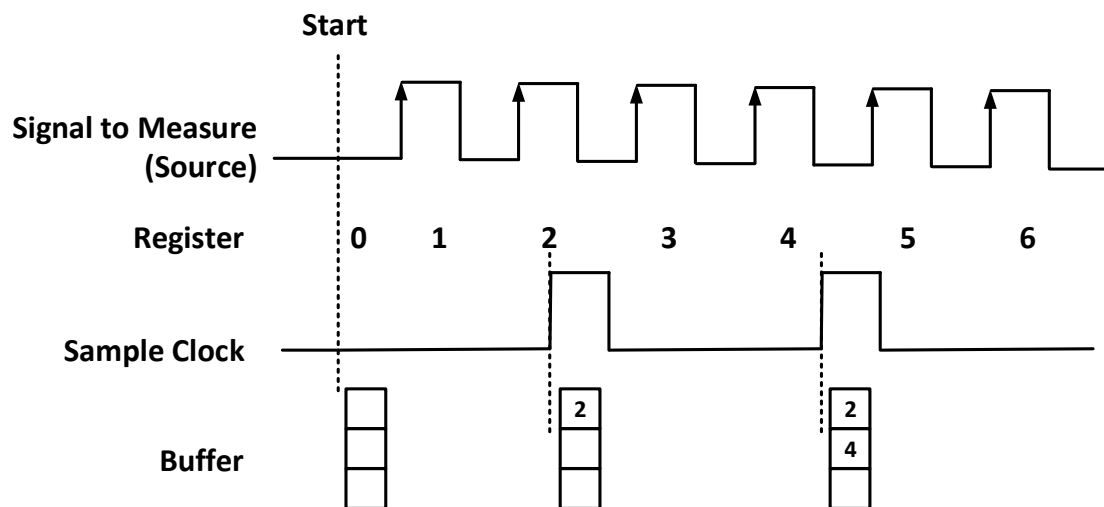 Start
Signal to Measure
(Source)
Register 0 1 2 3 4 5 6
Sample Clock
Buffer
2
2
4